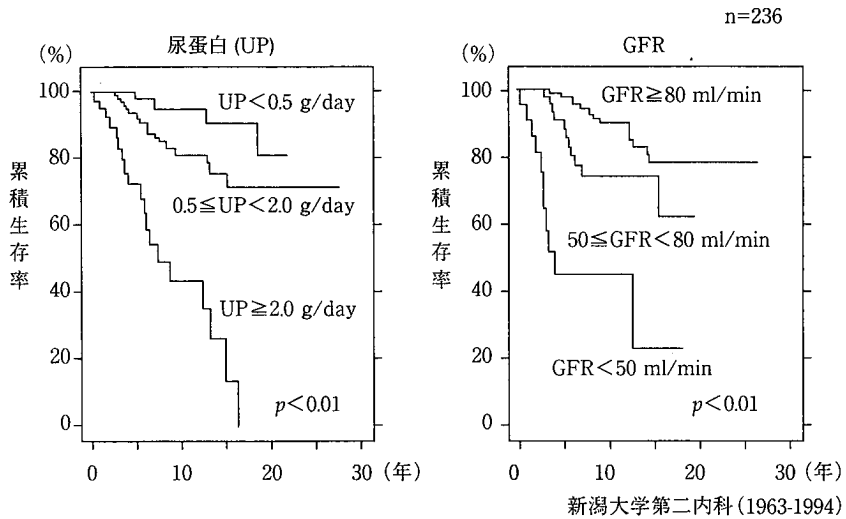 n=236
尿蛋白 (UP)
(%)
100
80
60
40
20
0
累積生存率
UP<0.5 g/day
0.5≦UP<2.0 g/day
UP≧2.0 g/day
p<0.01
0 10 20 30 (年)
GFR
(%)
100
80
60
40
20
0
累積生存率
GFR≧80 ml/min
50≦GFR<80 ml/min
GFR<50 ml/min
p<0.01
0 10 20 30 (年)
新潟大学第二内科 (1963-1994)